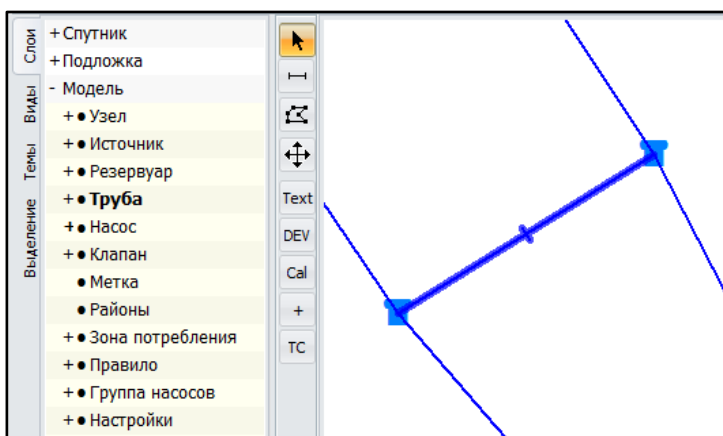 Слои
Виды
Темы
Выделение
+ Спутник
+ Подложка
- Модель
+ ● Узел
+ ● Источник
+ ● Резервуар
+ ● Труба
+ ● Насос
+ ● Клапан
● Метка
● Районы
+ ● Зона потребления
+ ● Правило
+ ● Группа насосов
+ ● Настройки
Text
DEV
Cal
+
TC